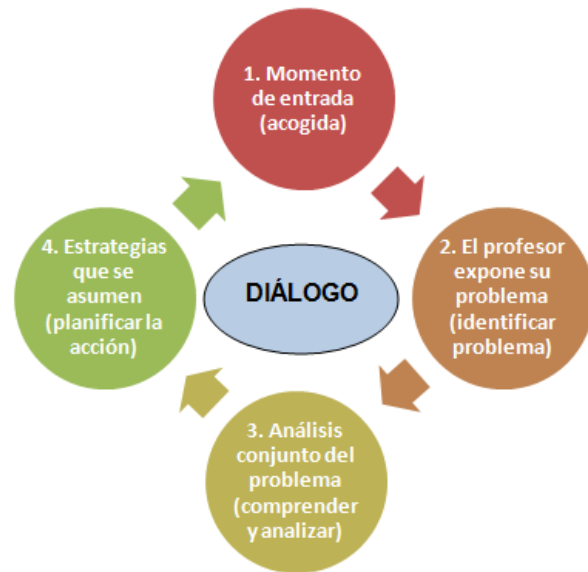 1. Momento
de entrada
(acogida)
2. El profesor
expone su
problema
(identificar
problema)
3. Análisis
conjunto del
problema
(comprender
y analizar)
4. Estrategias
que se
asumen
(planificar la
acción)
DIÁLOGO